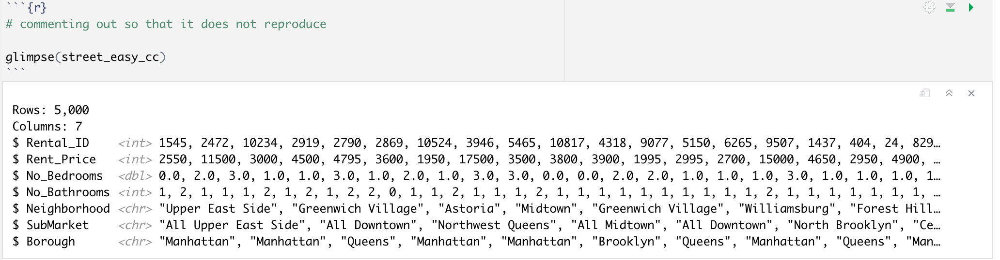 ```{r}
# commenting out so that it does not reproduce
glimpse(street_easy_cc)
```
Rows: 5,000
Columns: 7
$ Rental_ID     <int> 1545, 2472, 10234, 2919, 2790, 2869, 10524, 3946, 5465, 10817, 4318, 9077, 5150, 6265, 9507, 1437, 404, 24, 829…
$ Rent_Price    <int> 2550, 11500, 3000, 4500, 4795, 3600, 1950, 17500, 3500, 3800, 3900, 1995, 2995, 2700, 15000, 4650, 2950, 4900, …
$ No_Bedrooms   <dbl> 0.0, 2.0, 3.0, 1.0, 1.0, 3.0, 1.0, 2.0, 1.0, 3.0, 3.0, 0.0, 0.0, 2.0, 2.0, 1.0, 1.0, 1.0, 3.0, 1.0, 1.0, 1.0, 1…
$ No_Bathrooms <int> 1, 2, 1, 1, 1, 2, 1, 2, 1, 2, 2, 0, 1, 1, 2, 1, 1, 1, 2, 1, 1, 1, 1, 1, 1, 1, 1, 1, 1, 2, 1, 1, 1, 1, 1, 1, 1, …
$ Neighborhood <chr> "Upper East Side", "Greenwich Village", "Astoria", "Midtown", "Greenwich Village", "Williamsburg", "Forest Hill…
$ SubMarket     <chr> "All Upper East Side", "All Downtown", "Northwest Queens", "All Midtown", "All Downtown", "North Brooklyn", "Ce…
$ Borough       <chr> "Manhattan", "Manhattan", "Queens", "Manhattan", "Manhattan", "Brooklyn", "Queens", "Manhattan", "Queens", "Man…